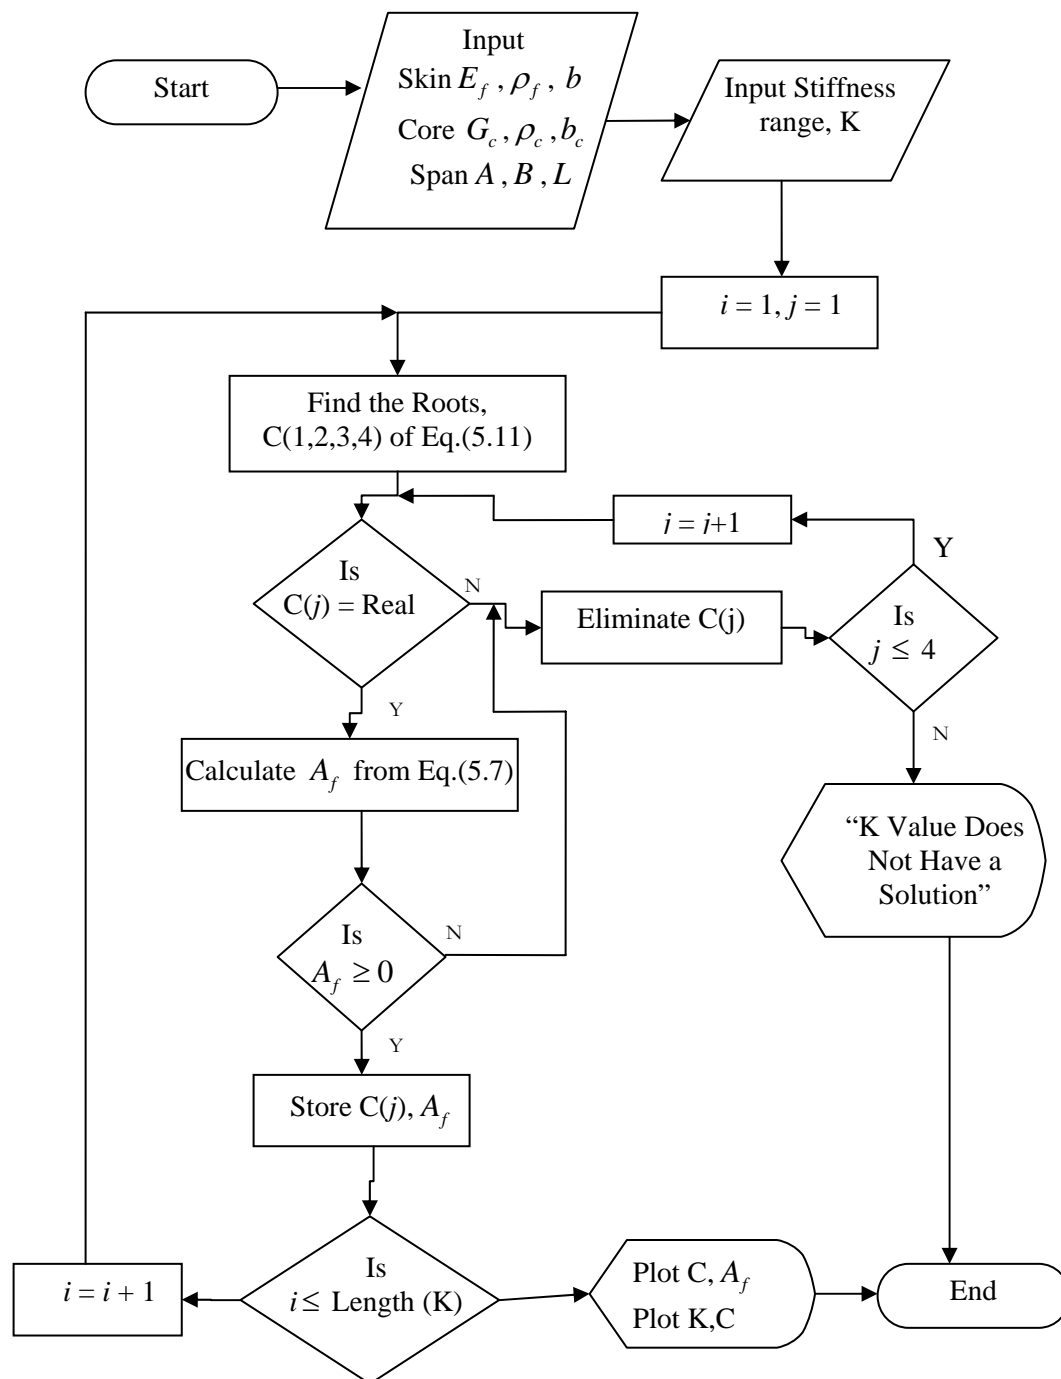 Start
Input
Skin E_f , ρ_f , b
Core G_c , ρ_c , b_c
Span A , B , L
Input Stiffness
range, K
i = 1, j = 1
Find the Roots,
C(1,2,3,4) of Eq.(5.11)
j = j+1
Y
Is
C(j) = Real
N
Eliminate C(j)
Is
j ≤ 4
Y
N
Calculate A_f from Eq.(5.7)
“K Value Does
Not Have a
Solution”
Is
A_f ≥ 0
N
Y
Store C(j), A_f
i = i + 1
Is
i ≤ Length (K)
Plot C, A_f
Plot K,C
End